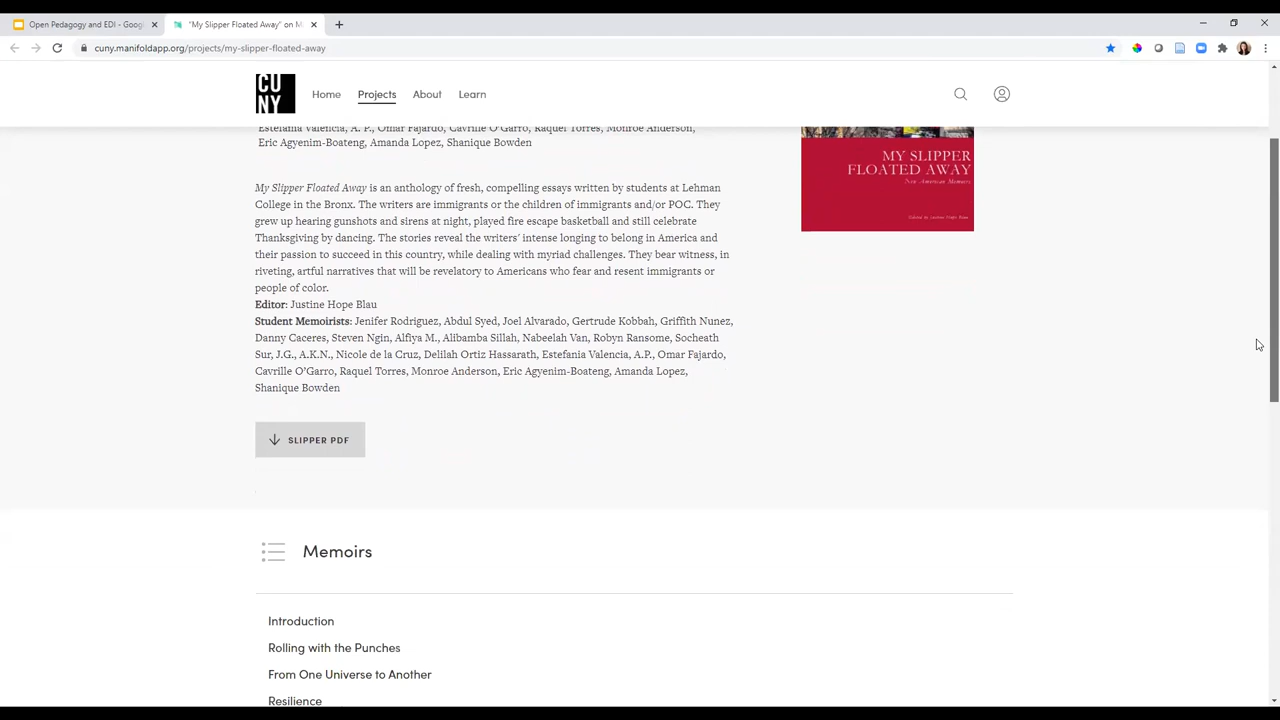 Open Pedagogy and EDI - Goog
"My Slipper Floated Away" on M
cuny.manifoldapp.org/projects/my-slipper-floated-away
CU
NY
Home
Projects
About
Learn
Estefania Valencia, A. P., Omar Fajardo, Cavrille O'Garro, Raquel Torres, Monroe Anderson,
Eric Agyenim-Boateng, Amanda Lopez, Shanique Bowden
MY SLIPPER
FLOATED AWAY
New American Memoirs
Edited by Justine Hope Blau
My Slipper Floated Away is an anthology of fresh, compelling essays written by students at Lehman
College in the Bronx. The writers are immigrants or the children of immigrants and/or POC. They
grew up hearing gunshots and sirens at night, played fire escape basketball and still celebrate
Thanksgiving by dancing. The stories reveal the writers' intense longing to belong in America and
their passion to succeed in this country, while dealing with myriad challenges. They bear witness, in
riveting, artful narratives that will be revelatory to Americans who fear and resent immigrants or
people of color.
Editor: Justine Hope Blau
Student Memoirists: Jenifer Rodriguez, Abdul Syed, Joel Alvarado, Gertrude Kobbah, Griffith Nunez,
Danny Caceres, Steven Ngin, Alfiya M., Alibamba Sillah, Nabeelah Van, Robyn Ransome, Socheath
Sur, J.G., A.K.N., Nicole de la Cruz, Delilah Ortiz Hassarath, Estefania Valencia, A.P., Omar Fajardo,
Cavrille O'Garro, Raquel Torres, Monroe Anderson, Eric Agyenim-Boateng, Amanda Lopez,
Shanique Bowden
SLIPPER PDF
Memoirs
Introduction
Rolling with the Punches
From One Universe to Another
Resilience